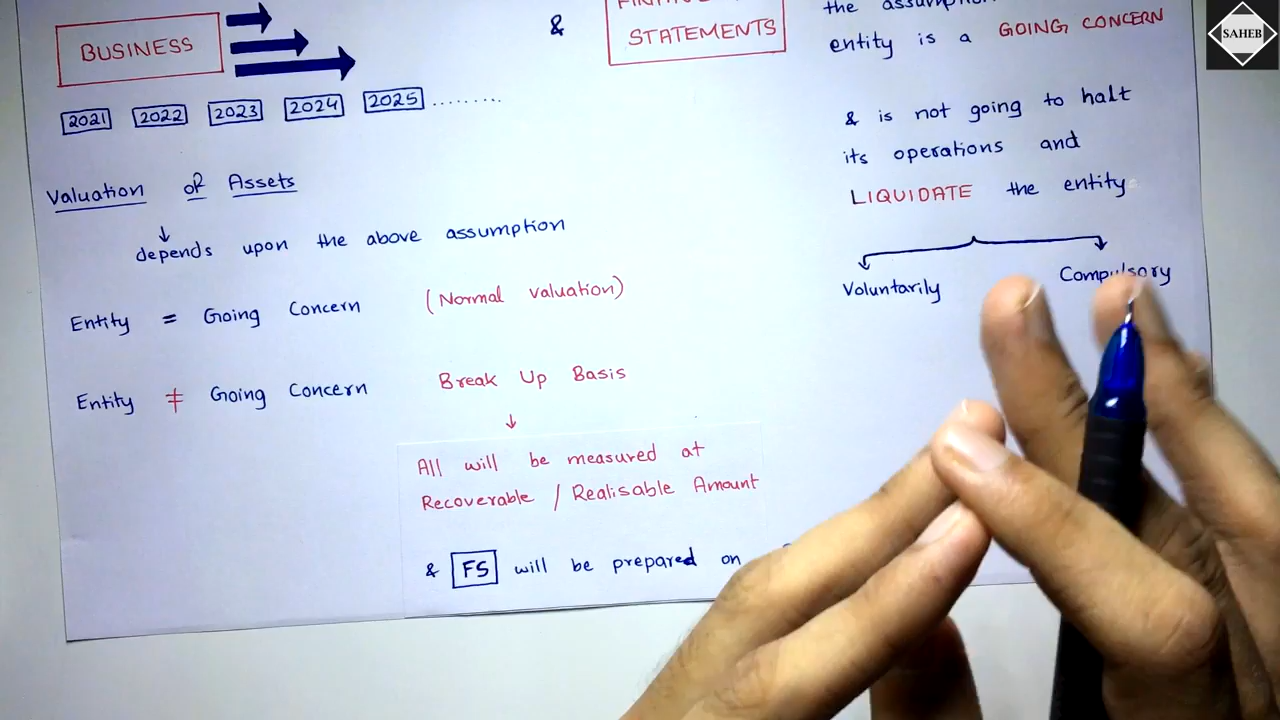 BUSINESS
2021 2022 2023 2024 2025 .........
Valuation of Assets
depends upon the above assumption
Entity = Going Concern (Normal valuation)
Entity ≠ Going Concern Break Up Basis
All will be measured at
Recoverable / Realisable Amount
& FS will be prepared on
&
STATEMENTS
the
entity is a GOING CONCERN
& is not going to halt
its operations and
LIQUIDATE the entity
Voluntarily Compulsory
SAHEB